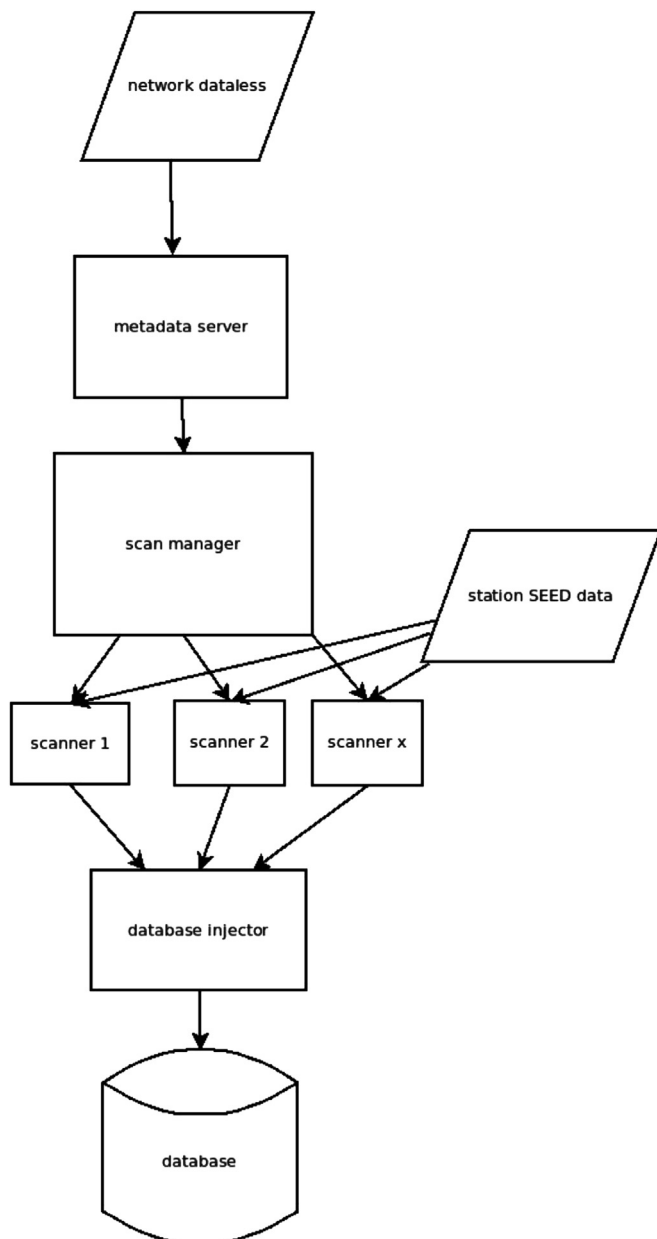 network dataless
metadata server
scan manager
station SEED data
scanner 1
scanner 2
scanner x
database injector
database